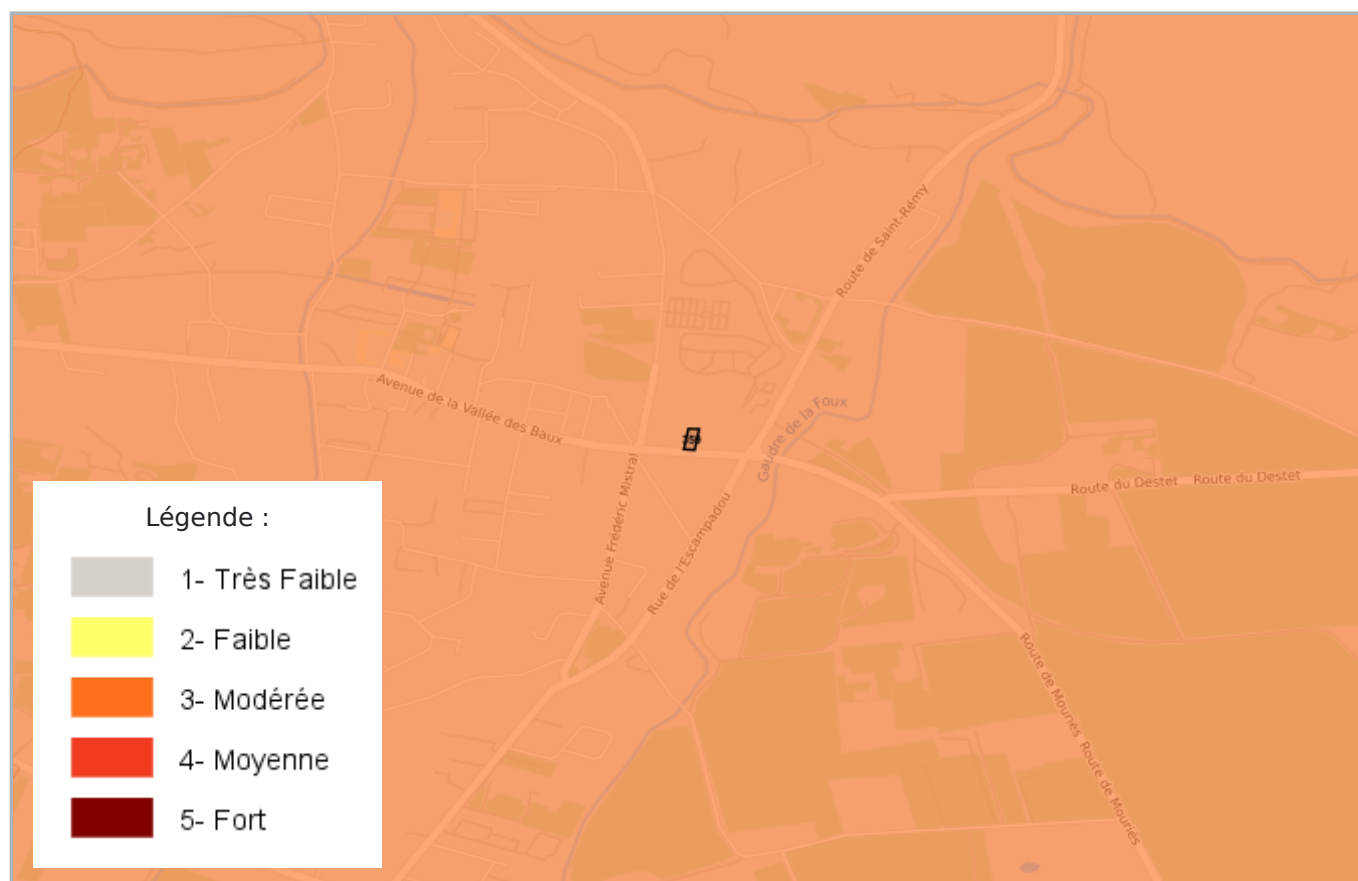 Route de Saint-Rémy
Avenue de la Vallée des Baux
Gaudre de la Foux
Route du Destet Route du Destet
Avenue Frédéric Mistral
Rue de l'Escampadou
Route de Mouriès Route de Mouriès
Légende :
1- Très Faible
2- Faible
3- Modérée
4- Moyenne
5- Fort